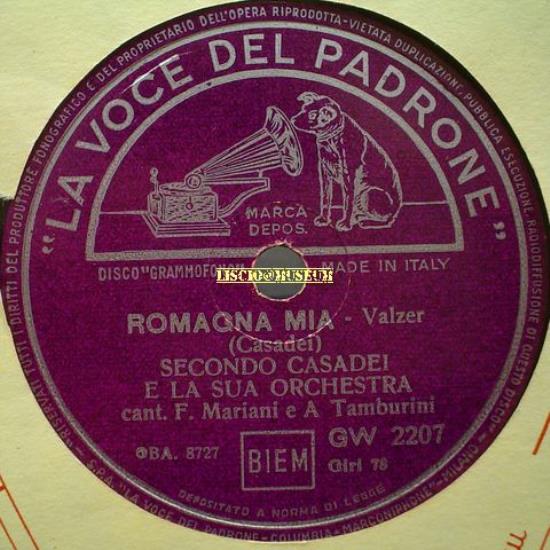 "RISERVATI TUTTI I DIRITTI DEL PRODUTTORE FONOGRAFICO E DEL PROPRIETARIO DELL'OPERA RIPRODOTTA-VIETATA DUPLICAZIONE, PUBBLICA ESECUZIONE, RADIODIFFUSIONE DI QUESTO DISCO"
"LA VOCE DEL PADRONE"
MARCA
DEPOS.
DISCO "GRAMMOFONO"
MADE IN ITALY
LISCIO@MUSEUM
ROMAGNA MIA - Valzer
(Casadei)
SECONDO CASADEI
E LA SUA ORCHESTRA
cant. F. Mariani e A Tamburini
OBA. 8727
BIEM
GW 2207
Giri 78
DEPOSITATO A NORMA DI LEGGE
S.P.A. "LA VOCE DEL PADRONE-COLUMBIA-MARCONIPHONE"-MILANO-